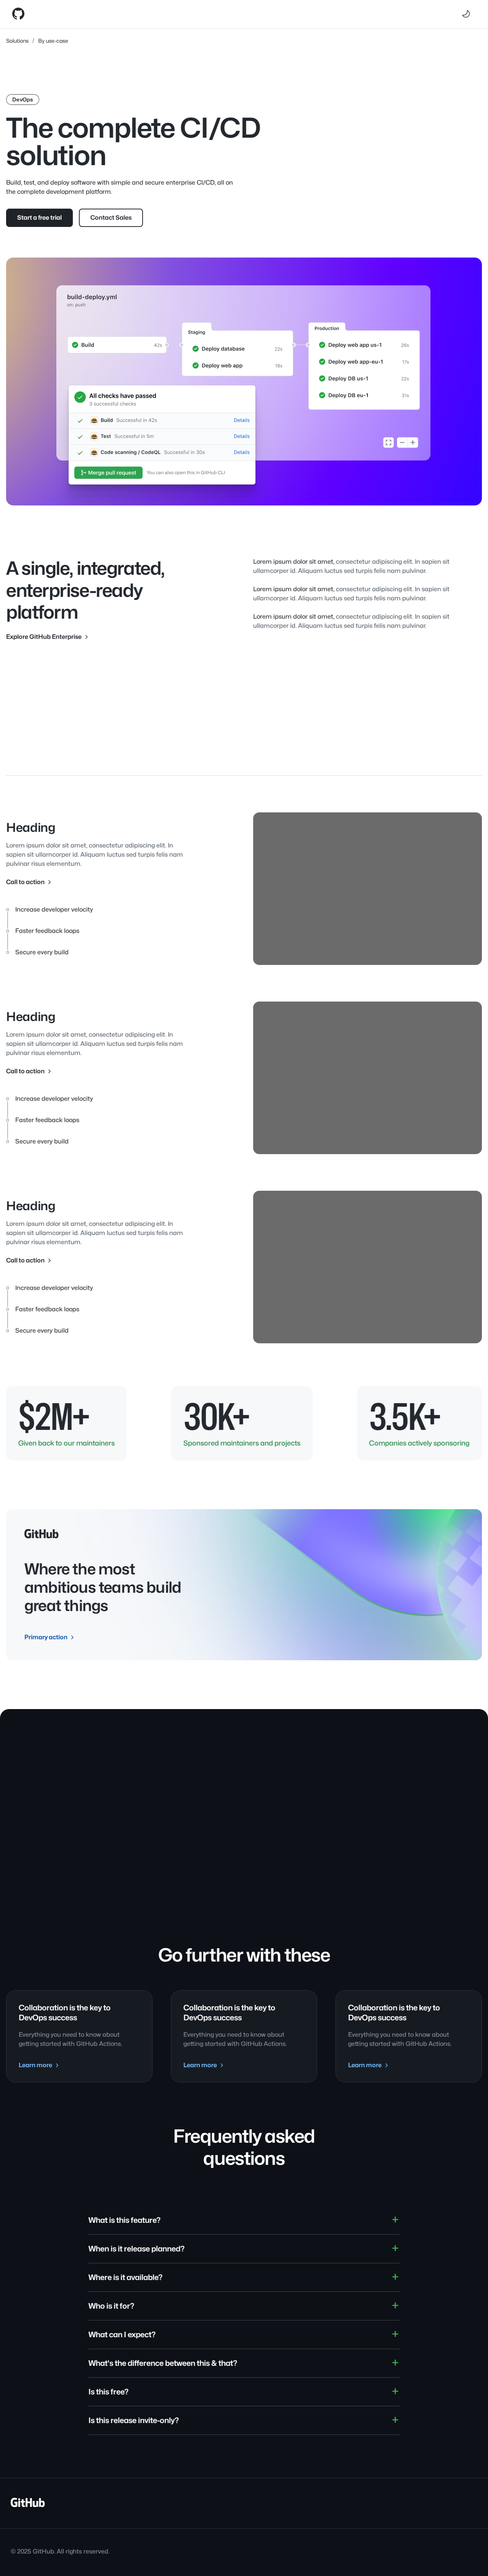 Solutions / By use-case
DevOps
The complete CI/CD
solution
Build, test, and deploy software with simple and secure enterprise CI/CD, all on
the complete development platform.
Start a free trial
Contact Sales
build-deploy.yml
on: push
Build 42s
Staging
Deploy database 22s
Deploy web app 18s
Production
Deploy web app us-1 26s
Deploy web app-eu-1 17s
Deploy DB us-1 22s
Deploy DB eu-1 31s
All checks have passed
3 successful checks
Build Successful in 42s Details
Test Successful in 5m Details
Code scanning / CodeQL Successful in 30s Details
Merge pull request
You can also open this in GitHub CLI
A single, integrated,
enterprise-ready
platform
Explore GitHub Enterprise
Lorem ipsum dolor sit amet, consectetur adipiscing elit. In sapien sit
ullamcorper id. Aliquam luctus sed turpis felis nam pulvinar.
Lorem ipsum dolor sit amet, consectetur adipiscing elit. In sapien sit
ullamcorper id. Aliquam luctus sed turpis felis nam pulvinar.
Lorem ipsum dolor sit amet, consectetur adipiscing elit. In sapien sit
ullamcorper id. Aliquam luctus sed turpis felis nam pulvinar.
Heading
Lorem ipsum dolor sit amet, consectetur adipiscing elit. In
sapien sit ullamcorper id. Aliquam luctus sed turpis felis nam
pulvinar risus elementum.
Call to action
Increase developer velocity
Faster feedback loops
Secure every build
Heading
Lorem ipsum dolor sit amet, consectetur adipiscing elit. In
sapien sit ullamcorper id. Aliquam luctus sed turpis felis nam
pulvinar risus elementum.
Call to action
Increase developer velocity
Faster feedback loops
Secure every build
Heading
Lorem ipsum dolor sit amet, consectetur adipiscing elit. In
sapien sit ullamcorper id. Aliquam luctus sed turpis felis nam
pulvinar risus elementum.
Call to action
Increase developer velocity
Faster feedback loops
Secure every build
$2M+
Given back to our maintainers
30K+
Sponsored maintainers and projects
3.5K+
Companies actively sponsoring
GitHub
Where the most
ambitious teams build
great things
Primary action
Go further with these
Collaboration is the key to
DevOps success
Everything you need to know about
getting started with GitHub Actions.
Learn more
Collaboration is the key to
DevOps success
Everything you need to know about
getting started with GitHub Actions.
Learn more
Collaboration is the key to
DevOps success
Everything you need to know about
getting started with GitHub Actions.
Learn more
Frequently asked
questions
What is this feature?
When is it release planned?
Where is it available?
Who is it for?
What can I expect?
What's the difference between this & that?
Is this free?
Is this release invite-only?
GitHub
© 2025 GitHub. All rights reserved.